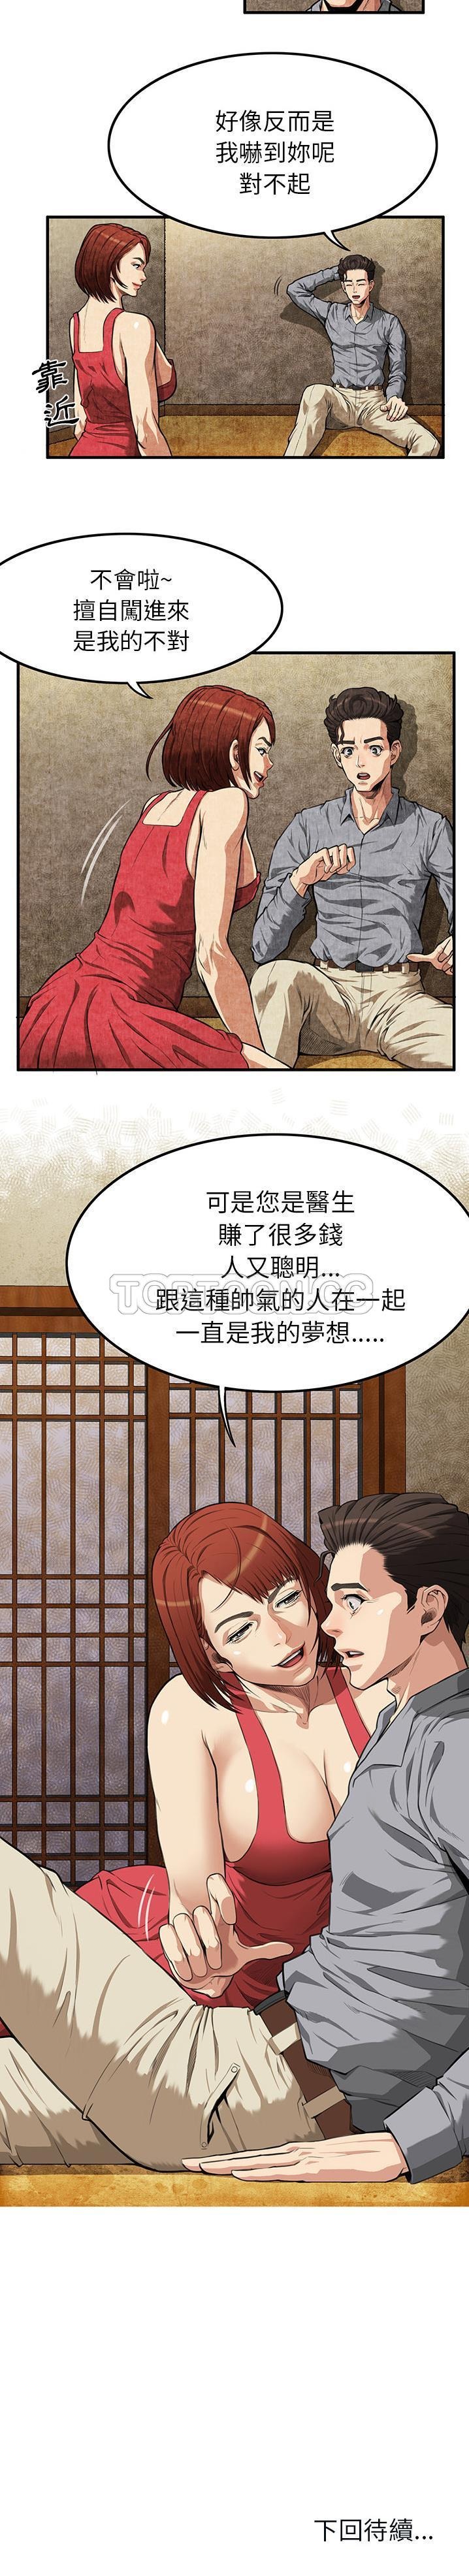 好像反而是
我嚇到妳呢
對不起
靠近
不會啦~
擅自闖進來
是我的不對
可是您是醫生
賺了很多錢
人又聰明...
TOPTOONICC
跟這種帥氣的人在一起
一直是我的夢想.....
下回待續...